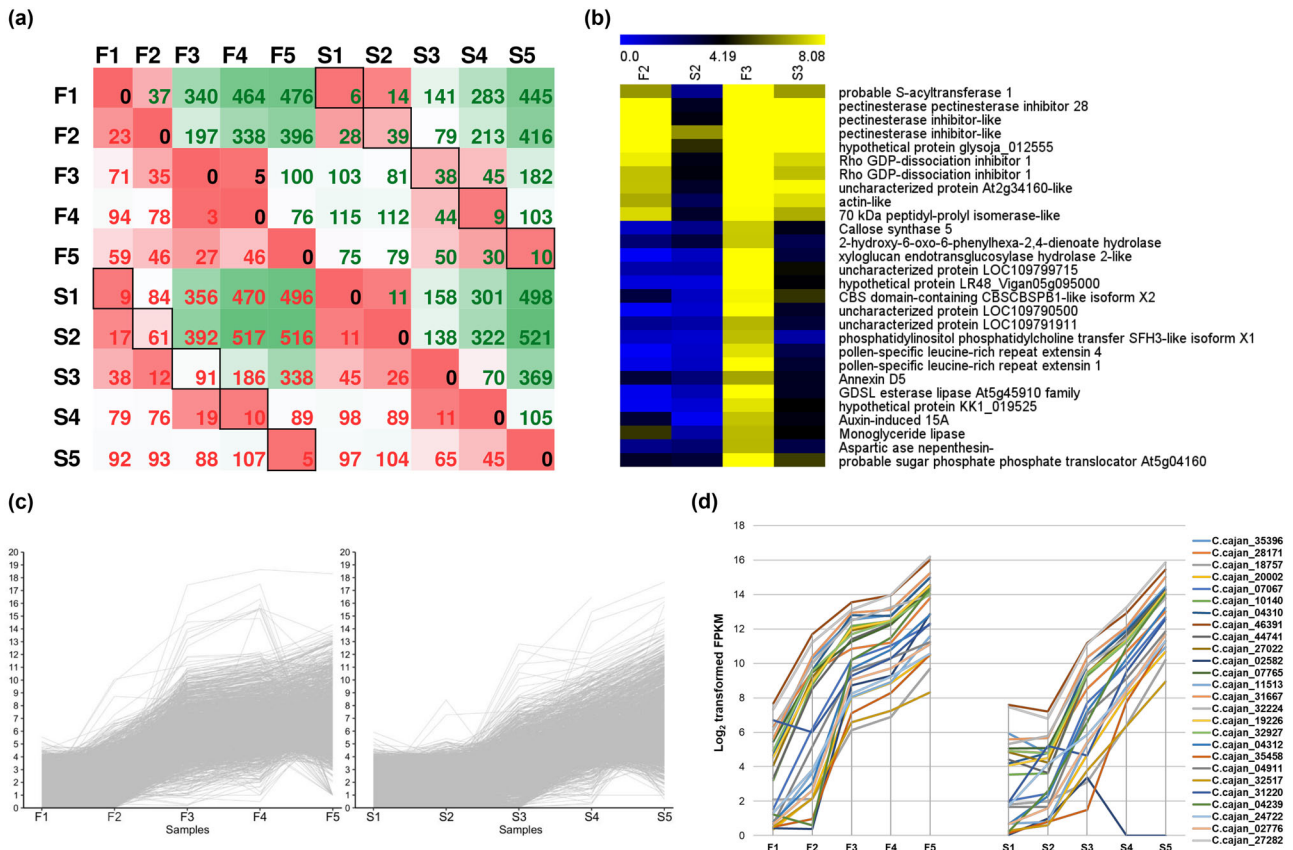 (a)
F1 F2 F3 F4 F5 S1 S2 S3 S4 S5
F1 0 37 340 464 476 6 14 141 283 445
F2 23 0 197 338 396 28 39 79 213 416
F3 71 35 0 5 100 103 81 38 45 182
F4 94 78 3 0 76 115 112 44 9 103
F5 59 46 27 46 0 75 79 50 30 10
S1 9 84 356 470 496 0 11 158 301 498
S2 17 61 392 517 516 11 0 138 322 521
S3 38 12 91 186 338 45 26 0 70 369
S4 79 76 19 10 89 98 89 11 0 105
S5 92 93 88 107 5 97 104 65 45 0
(b)
0.0 4.19 8.08
F2 S2 F3 S3
probable S-acyltransferase 1
pectinesterase pectinesterase inhibitor 28
pectinesterase inhibitor-like
pectinesterase inhibitor-like
hypothetical protein glysoja_012555
Rho GDP-dissociation inhibitor 1
Rho GDP-dissociation inhibitor 1
uncharacterized protein At2g34160-like
actin-like
70 kDa peptidyl-prolyl isomerase-like
Callose synthase 5
2-hydroxy-6-oxo-6-phenylhexa-2,4-dienoate hydrolase
xyloglucan endotransglucosylase hydrolase 2-like
uncharacterized protein LOC109799715
hypothetical protein LR48_Vigan05g095000
CBS domain-containing CBSCBSPB1-like isoform X2
uncharacterized protein LOC109790500
uncharacterized protein LOC109791911
phosphatidylinositol phosphatidylcholine transfer SFH3-like isoform X1
pollen-specific leucine-rich repeat extensin 4
pollen-specific leucine-rich repeat extensin 1
Annexin D5
GDSL esterase lipase At5g45910 family
hypothetical protein KK1_019525
Auxin-induced 15A
Monoglyceride lipase
Aspartic ase nepenthesin-
probable sugar phosphate phosphate translocator At5g04160
(c)
20
19
18
17
16
15
14
13
12
11
10
9
8
7
6
5
4
3
2
1
0
F1 F2 F3 F4 F5
Samples
20
19
18
17
16
15
14
13
12
11
10
9
8
7
6
5
4
3
2
1
0
S1 S2 S3 S4 S5
Samples
(d)
Log2 transformed FPKM
18
16
14
12
10
8
6
4
2
0
F1 F2 F3 F4 F5 S1 S2 S3 S4 S5
C.cajan_35396
C.cajan_28171
C.cajan_18757
C.cajan_20002
C.cajan_07067
C.cajan_10140
C.cajan_04310
C.cajan_46391
C.cajan_44741
C.cajan_27022
C.cajan_02582
C.cajan_07765
C.cajan_11513
C.cajan_31667
C.cajan_32224
C.cajan_19226
C.cajan_32927
C.cajan_04312
C.cajan_35458
C.cajan_04911
C.cajan_32517
C.cajan_31220
C.cajan_04239
C.cajan_24722
C.cajan_02776
C.cajan_27282